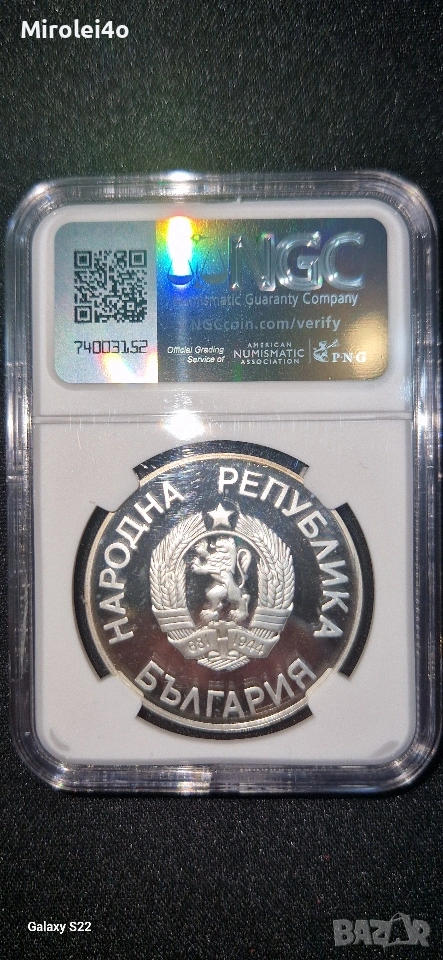 Mirolei4o
NGC
Numismatic Guaranty Company
NGCcoin.com/verify
74003152
Official Grading
Service of
AMERICAN
NUMISMATIC
ASSOCIATION
PNG
НАРОДНА РЕПУБЛИКА
681 1944
БЪЛГАРИЯ
Galaxy S22
BAZAR